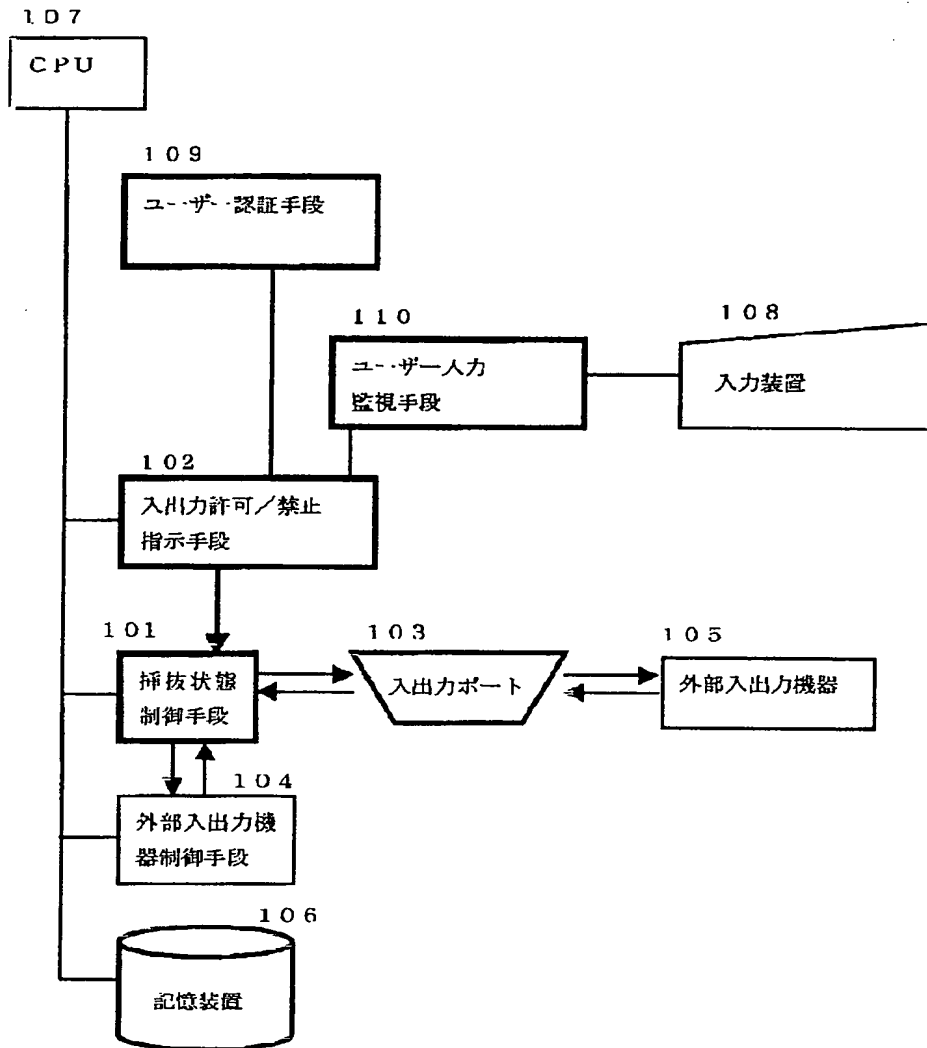 107
CPU
109
ユーザー認証手段
110
ユーザー入力
監視手段
108
入力装置
102
入出力許可／禁止
指示手段
101
挿抜状態
制御手段
103
入出力ポート
105
外部入出力機器
104
外部入出力機
器制御手段
106
記憶装置